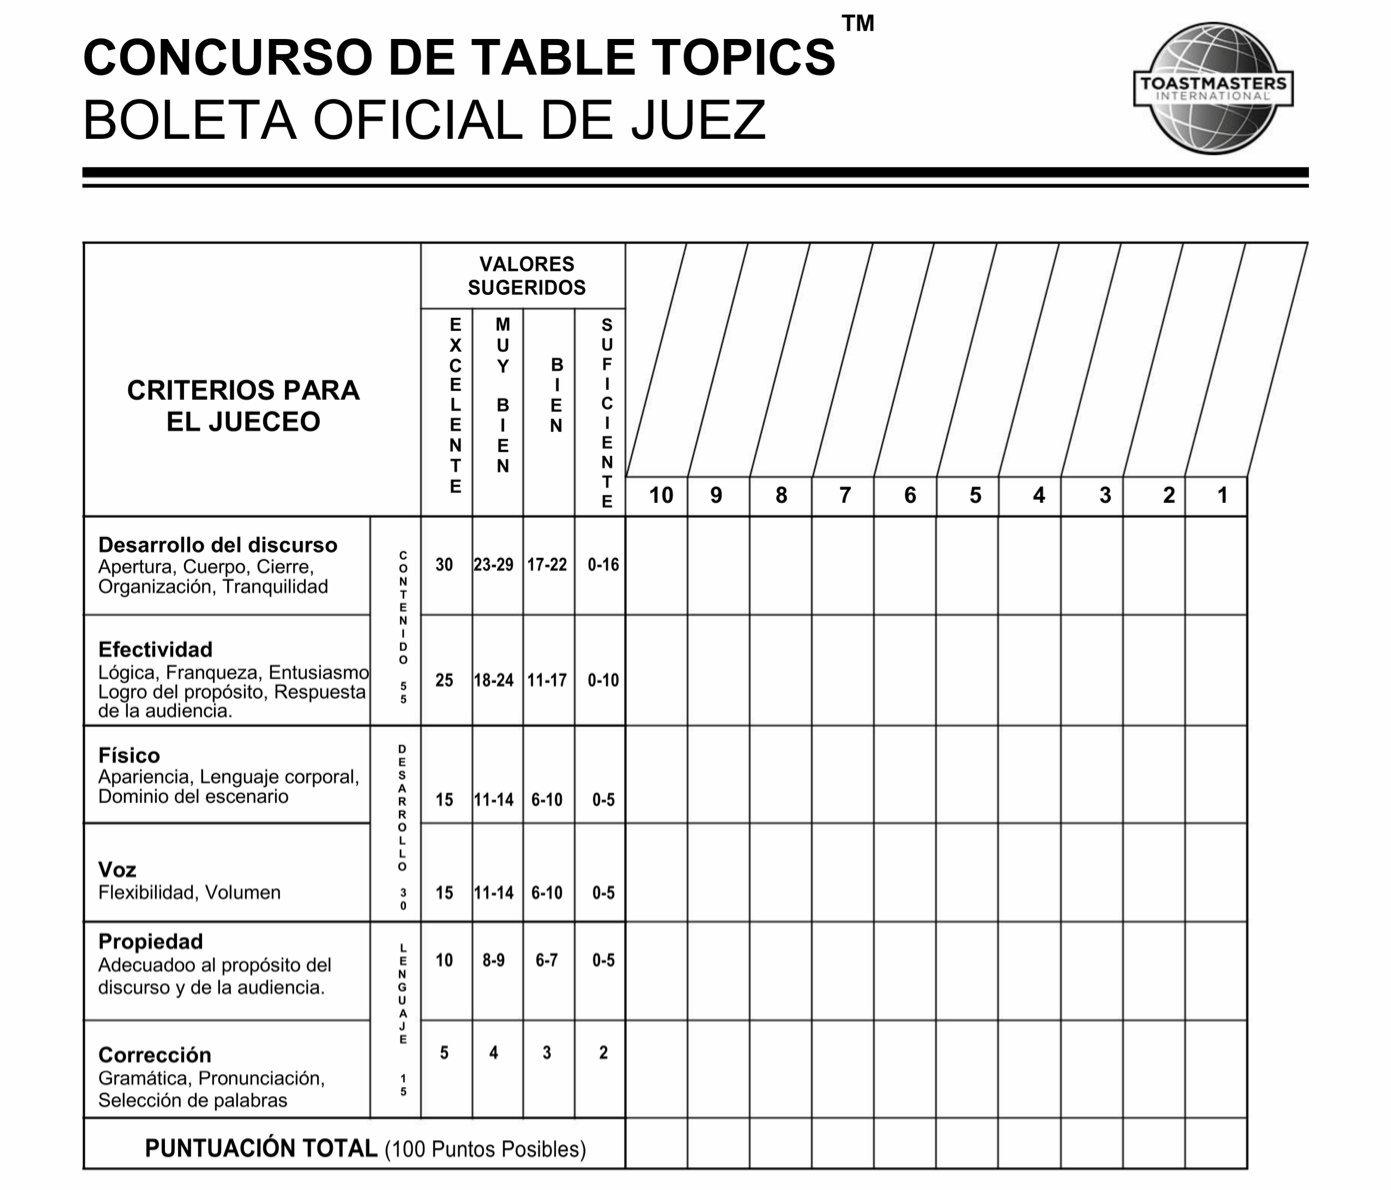 CONCURSO DE TABLE TOPICS™
BOLETA OFICIAL DE JUEZ
TOASTMASTERS
INTERNATIONAL
CRITERIOS PARA
EL JUECEO
VALORES
SUGERIDOS
EXCELENTE
MUY BIEN
BIEN
SUFICIENTE
10 9 8 7 6 5 4 3 2 1
CONTENIDO 55
Desarrollo del discurso
Apertura, Cuerpo, Cierre,
Organización, Tranquilidad
30 23-29 17-22 0-16
Efectividad
Lógica, Franqueza, Entusiasmo
Logro del propósito, Respuesta
de la audiencia.
25 18-24 11-17 0-10
DESARROLLO 30
Físico
Apariencia, Lenguaje corporal,
Dominio del escenario
15 11-14 6-10 0-5
Voz
Flexibilidad, Volumen
15 11-14 6-10 0-5
LENGUAJE 15
Propiedad
Adecuadoo al propósito del
discurso y de la audiencia.
10 8-9 6-7 0-5
Corrección
Gramática, Pronunciación,
Selección de palabras
5 4 3 2
PUNTUACIÓN TOTAL (100 Puntos Posibles)